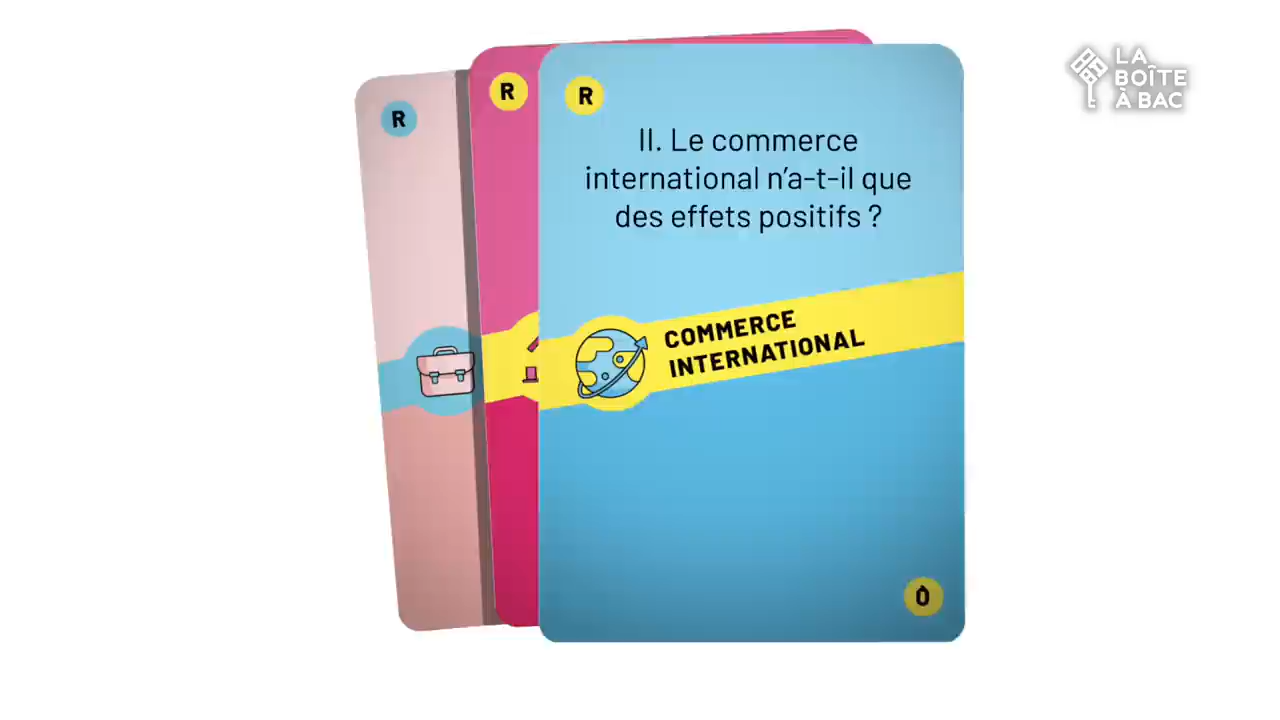 R
R
R
II. Le commerce
international n'a-t-il que
des effets positifs ?
COMMERCE
INTERNATIONAL
Ô
LA
BOÎTE
À BAC